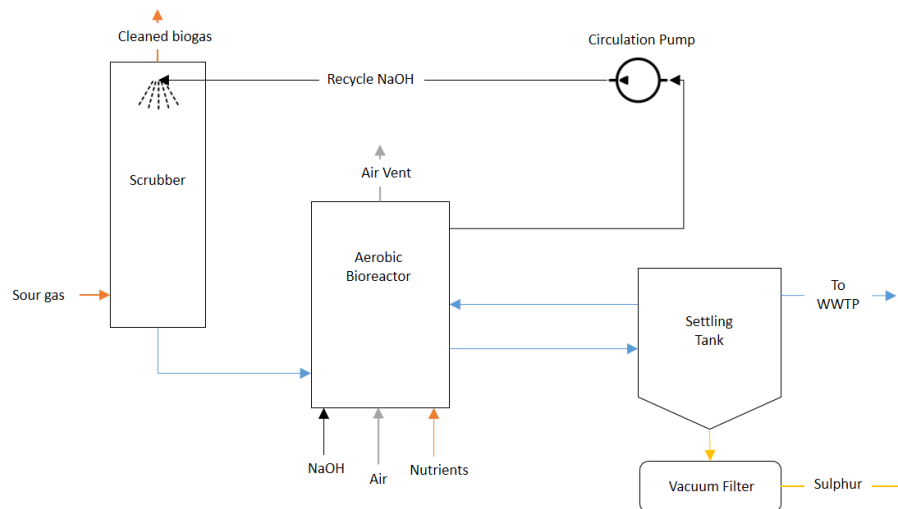 Cleaned biogas
Circulation Pump
Recycle NaOH
Scrubber
Air Vent
Aerobic
Bioreactor
Sour gas
To
WWTP
Settling
Tank
NaOH
Air
Nutrients
Vacuum Filter
Sulphur